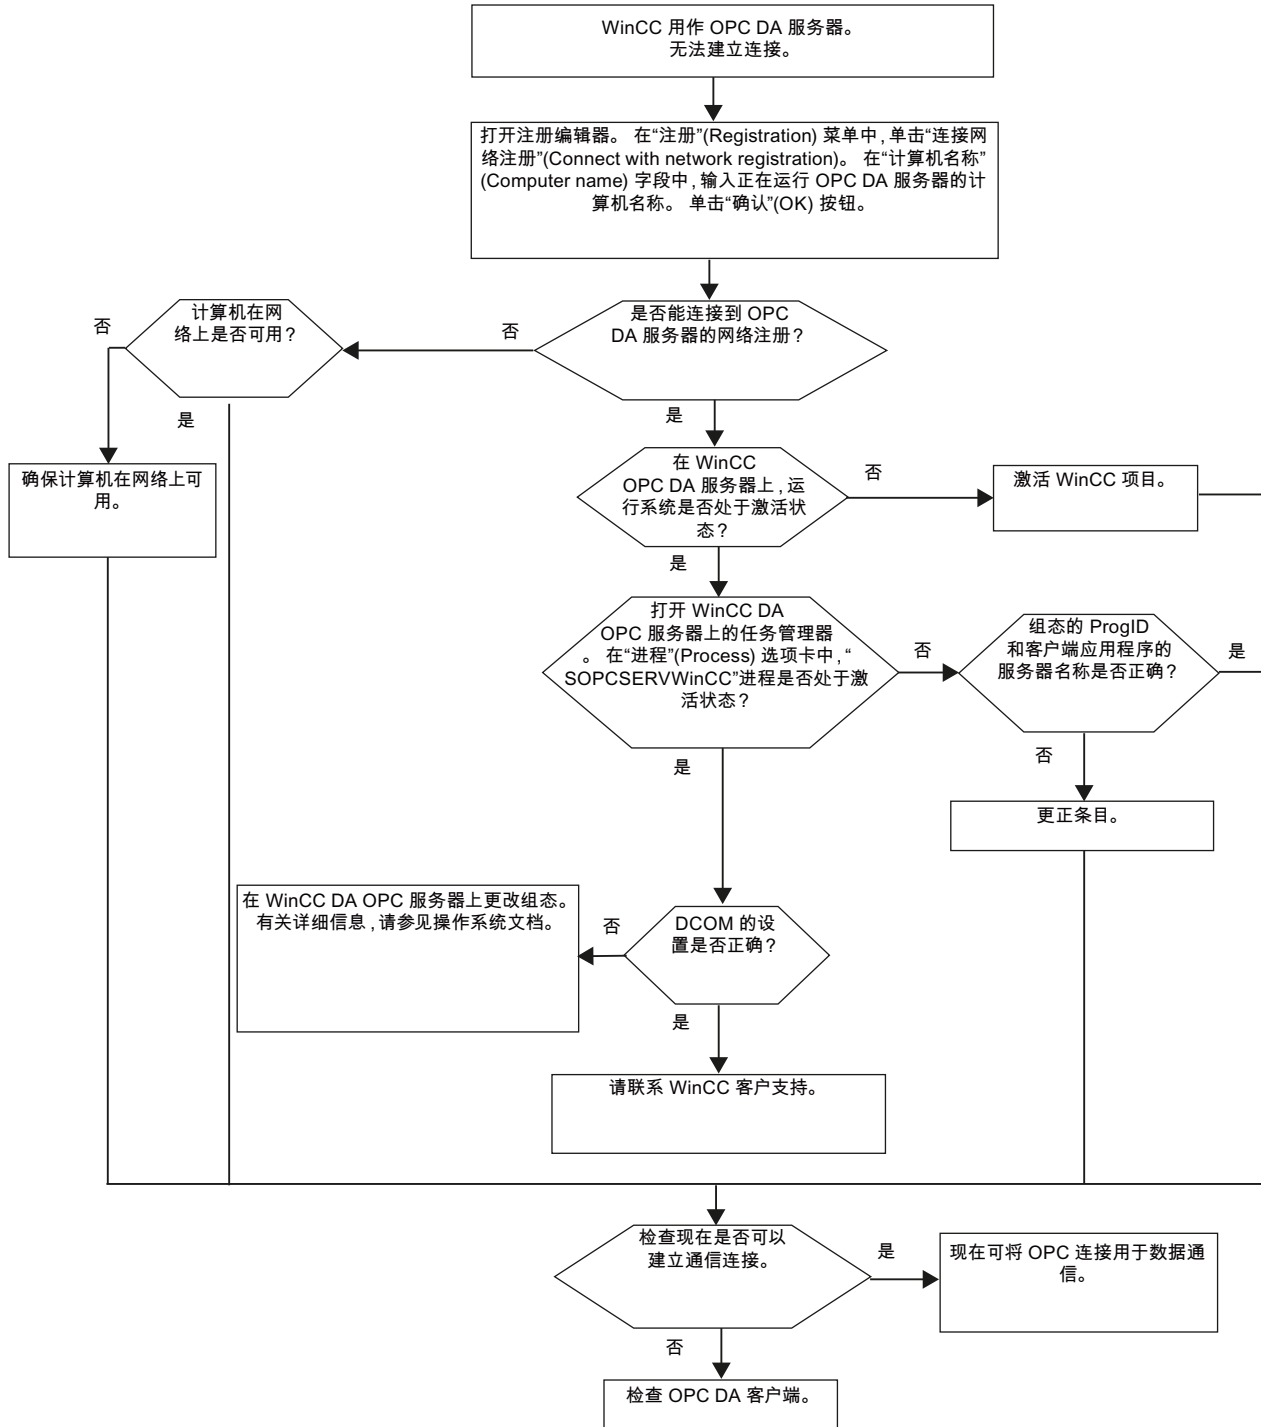 WinCC 用作 OPC DA 服务器。
无法建立连接。
打开注册编辑器。 在“注册”(Registration) 菜单中,单击“连接网
络注册”(Connect with network registration)。 在“计算机名称”
(Computer name) 字段中,输入正在运行 OPC DA 服务器的计
算机名称。 单击“确认”(OK) 按钮。
计算机在网
络上是否可用?
否
否
是否能连接到 OPC
DA 服务器的网络注册?
是
是
确保计算机在网络上可
用。
在 WinCC
OPC DA 服务器上,运
行系统是否处于激活状
态?
否
激活 WinCC 项目。
是
打开 WinCC DA
OPC 服务器上的任务管理器
。 在“进程”(Process) 选项卡中,“
SOPCSERVWinCC”进程是否处于激
活状态?
否
组态的 ProgID
和客户端应用程序的
服务器名称是否正确?
是
是
否
更正条目。
在 WinCC DA OPC 服务器上更改组态。
有关详细信息,请参见操作系统文档。
否
DCOM 的设
置是否正确?
是
请联系 WinCC 客户支持。
检查现在是否可以
建立通信连接。
是
现在可将 OPC 连接用于数据通
信。
否
检查 OPC DA 客户端。